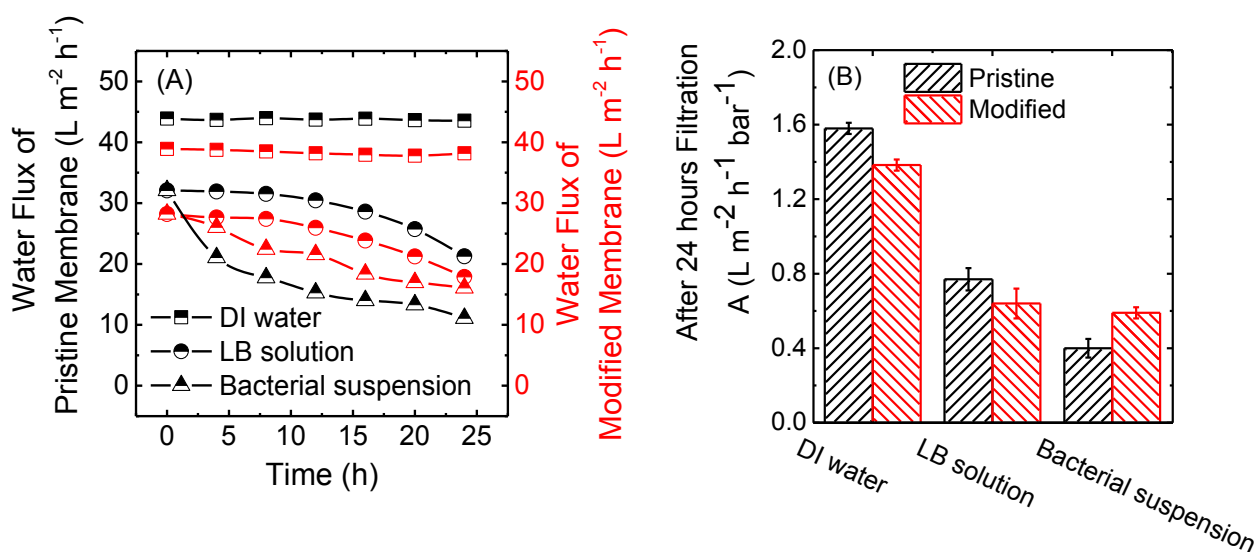 (A)
Water Flux of
Pristine Membrane (L m⁻² h⁻¹)
50
40
30
20
10
0
DI water
LB solution
Bacterial suspension
0 5 10 15 20 25
Time (h)
50
40
30
20
10
0
Water Flux of
Modified Membrane (L m⁻² h⁻¹)
(B)
Pristine
Modified
After 24 hours Filtration
A (L m⁻² h⁻¹ bar⁻¹)
2.0
1.6
1.2
0.8
0.4
0.0
DI water
LB solution
Bacterial suspension